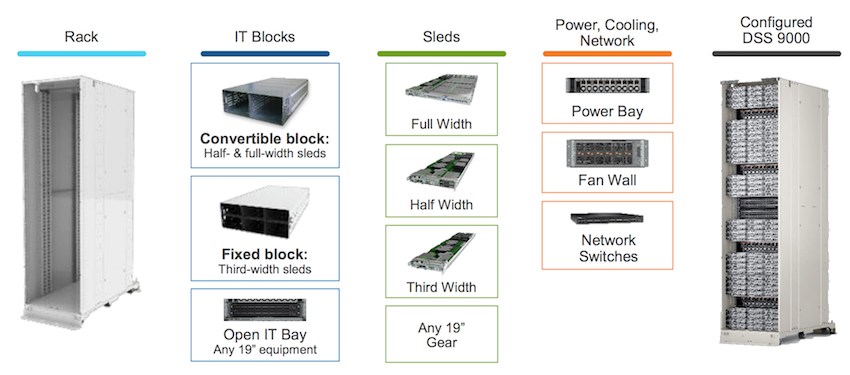 Rack
IT Blocks
Convertible block:
Half- & full-width sleds
Fixed block:
Third-width sleds
Open IT Bay
Any 19” equipment
Sleds
Full Width
Half Width
Third Width
Any 19”
Gear
Power, Cooling,
Network
Power Bay
Fan Wall
Network
Switches
Configured
DSS 9000